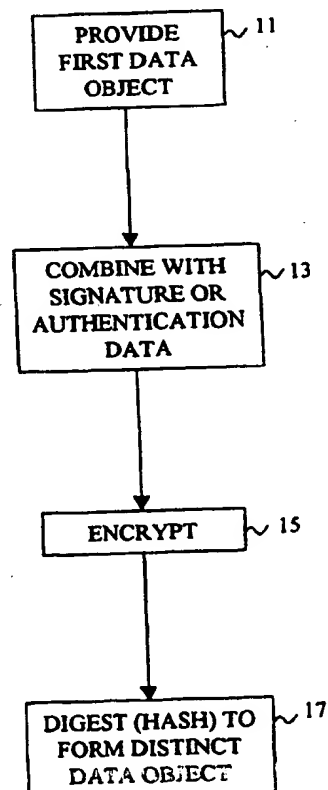 PROVIDE
FIRST DATA
OBJECT
11
COMBINE WITH
SIGNATURE OR
AUTHENTICATION
DATA
13
ENCRYPT
15
DIGEST (HASH) TO
FORM DISTINCT
DATA OBJECT
17